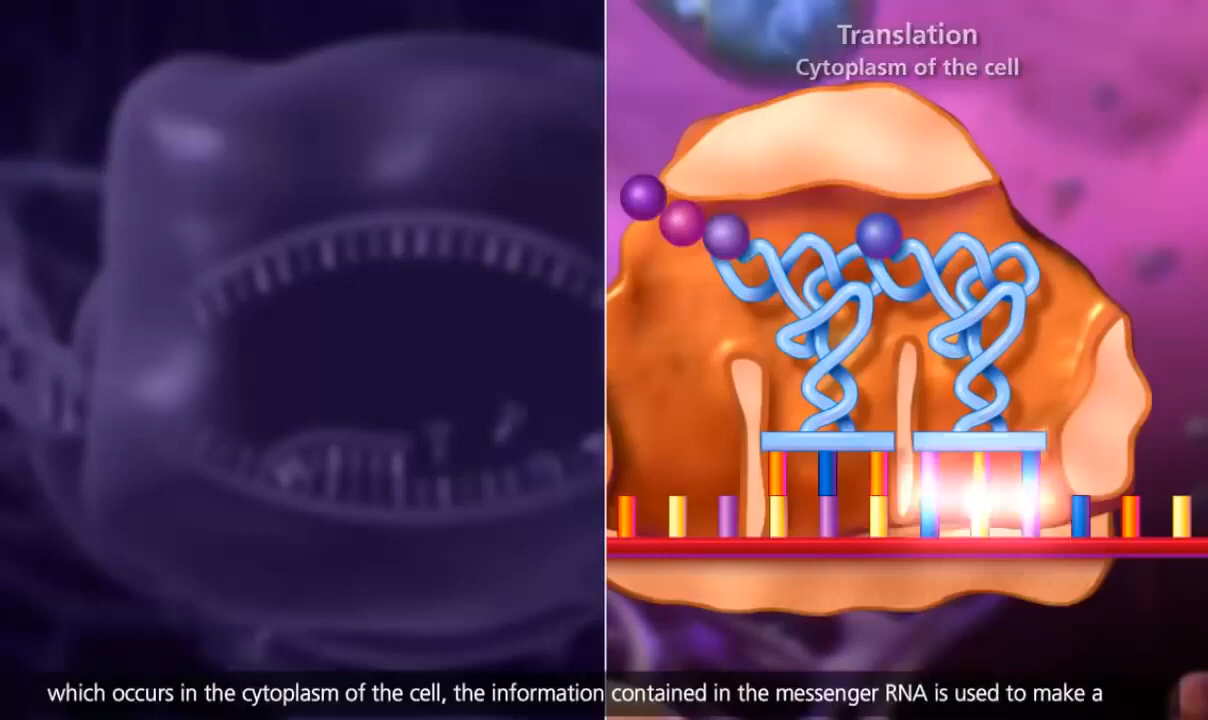 Translation
Cytoplasm of the cell
which occurs in the cytoplasm of the cell, the information contained in the messenger RNA is used to make a